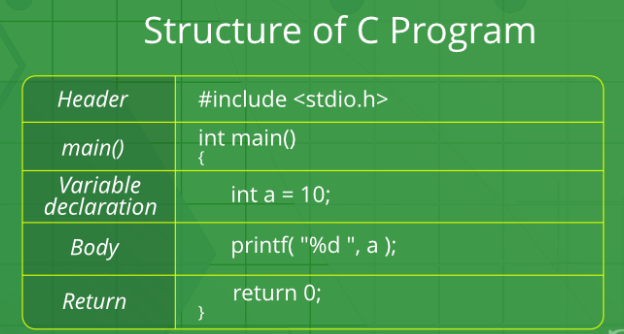 Structure of C Program
Header
#include <stdio.h>
main()
int main()
{
Variable
declaration
int a = 10;
Body
printf( "%d ", a );
Return
return 0;
}